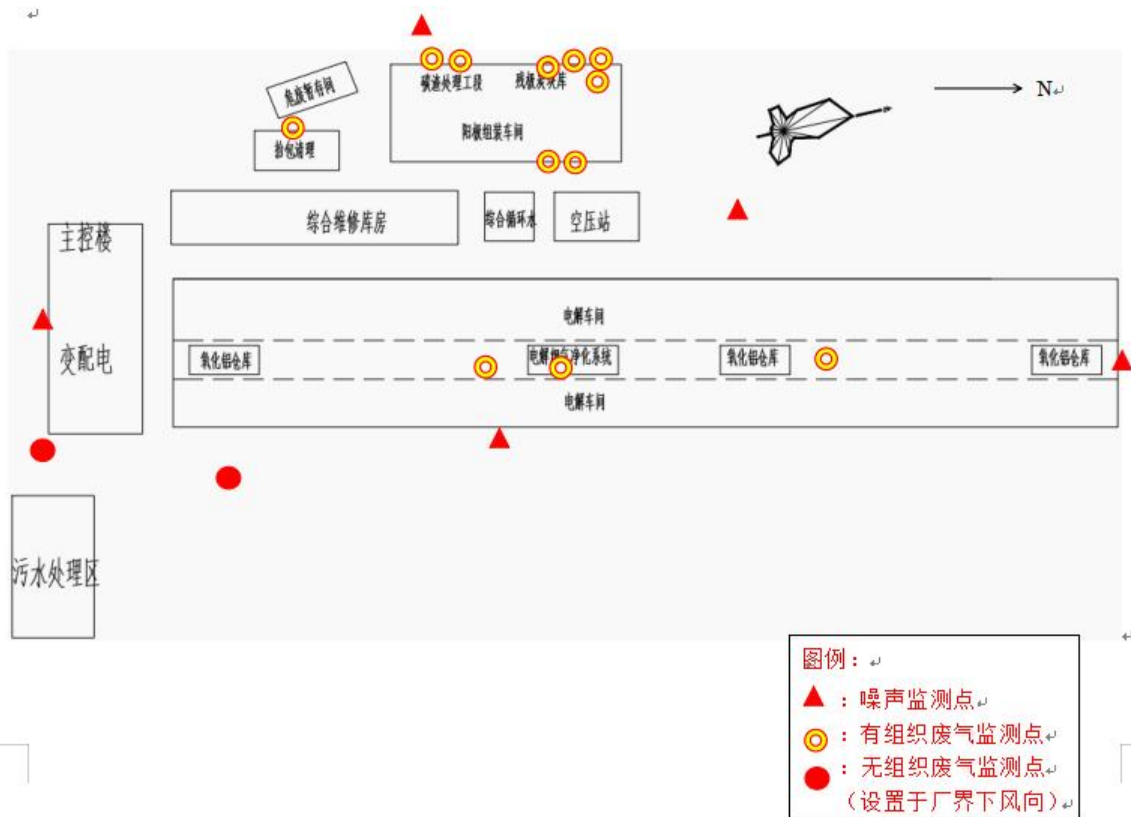 危废暂存间
碳渣处理工段
残极炭块库
阳极组装车间
抬包清理
N
综合维修库房
综合循环水
空压站
主控楼
变配电
电解车间
氧化铝仓库
电解烟气净化系统
氧化铝仓库
氧化铝仓库
电解车间
污水处理区
图例：
：噪声监测点
：有组织废气监测点
：无组织废气监测点
（设置于厂界下风向）